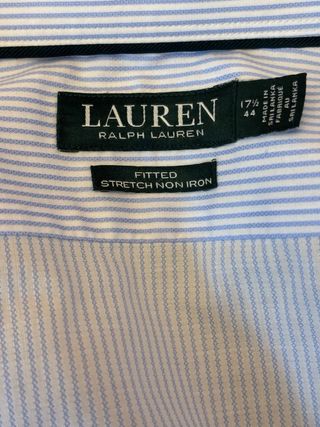 LAUREN
RALPH LAUREN
17½
44
MADE IN
SRI LANKA
FABRIQUÉ
AU
SRI LANKA
FITTED
STRETCH NON IRON